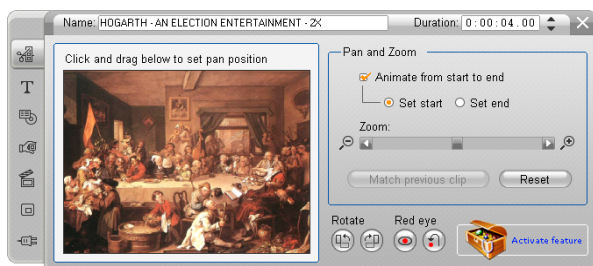 Name: HOGARTH - AN ELECTION ENTERTAINMENT - 2X Duration: 0:00:04.00
Click and drag below to set pan position
Pan and Zoom
Animate from start to end
Set start Set end
Zoom:
Match previous clip Reset
Rotate Red eye
Activate feature
T